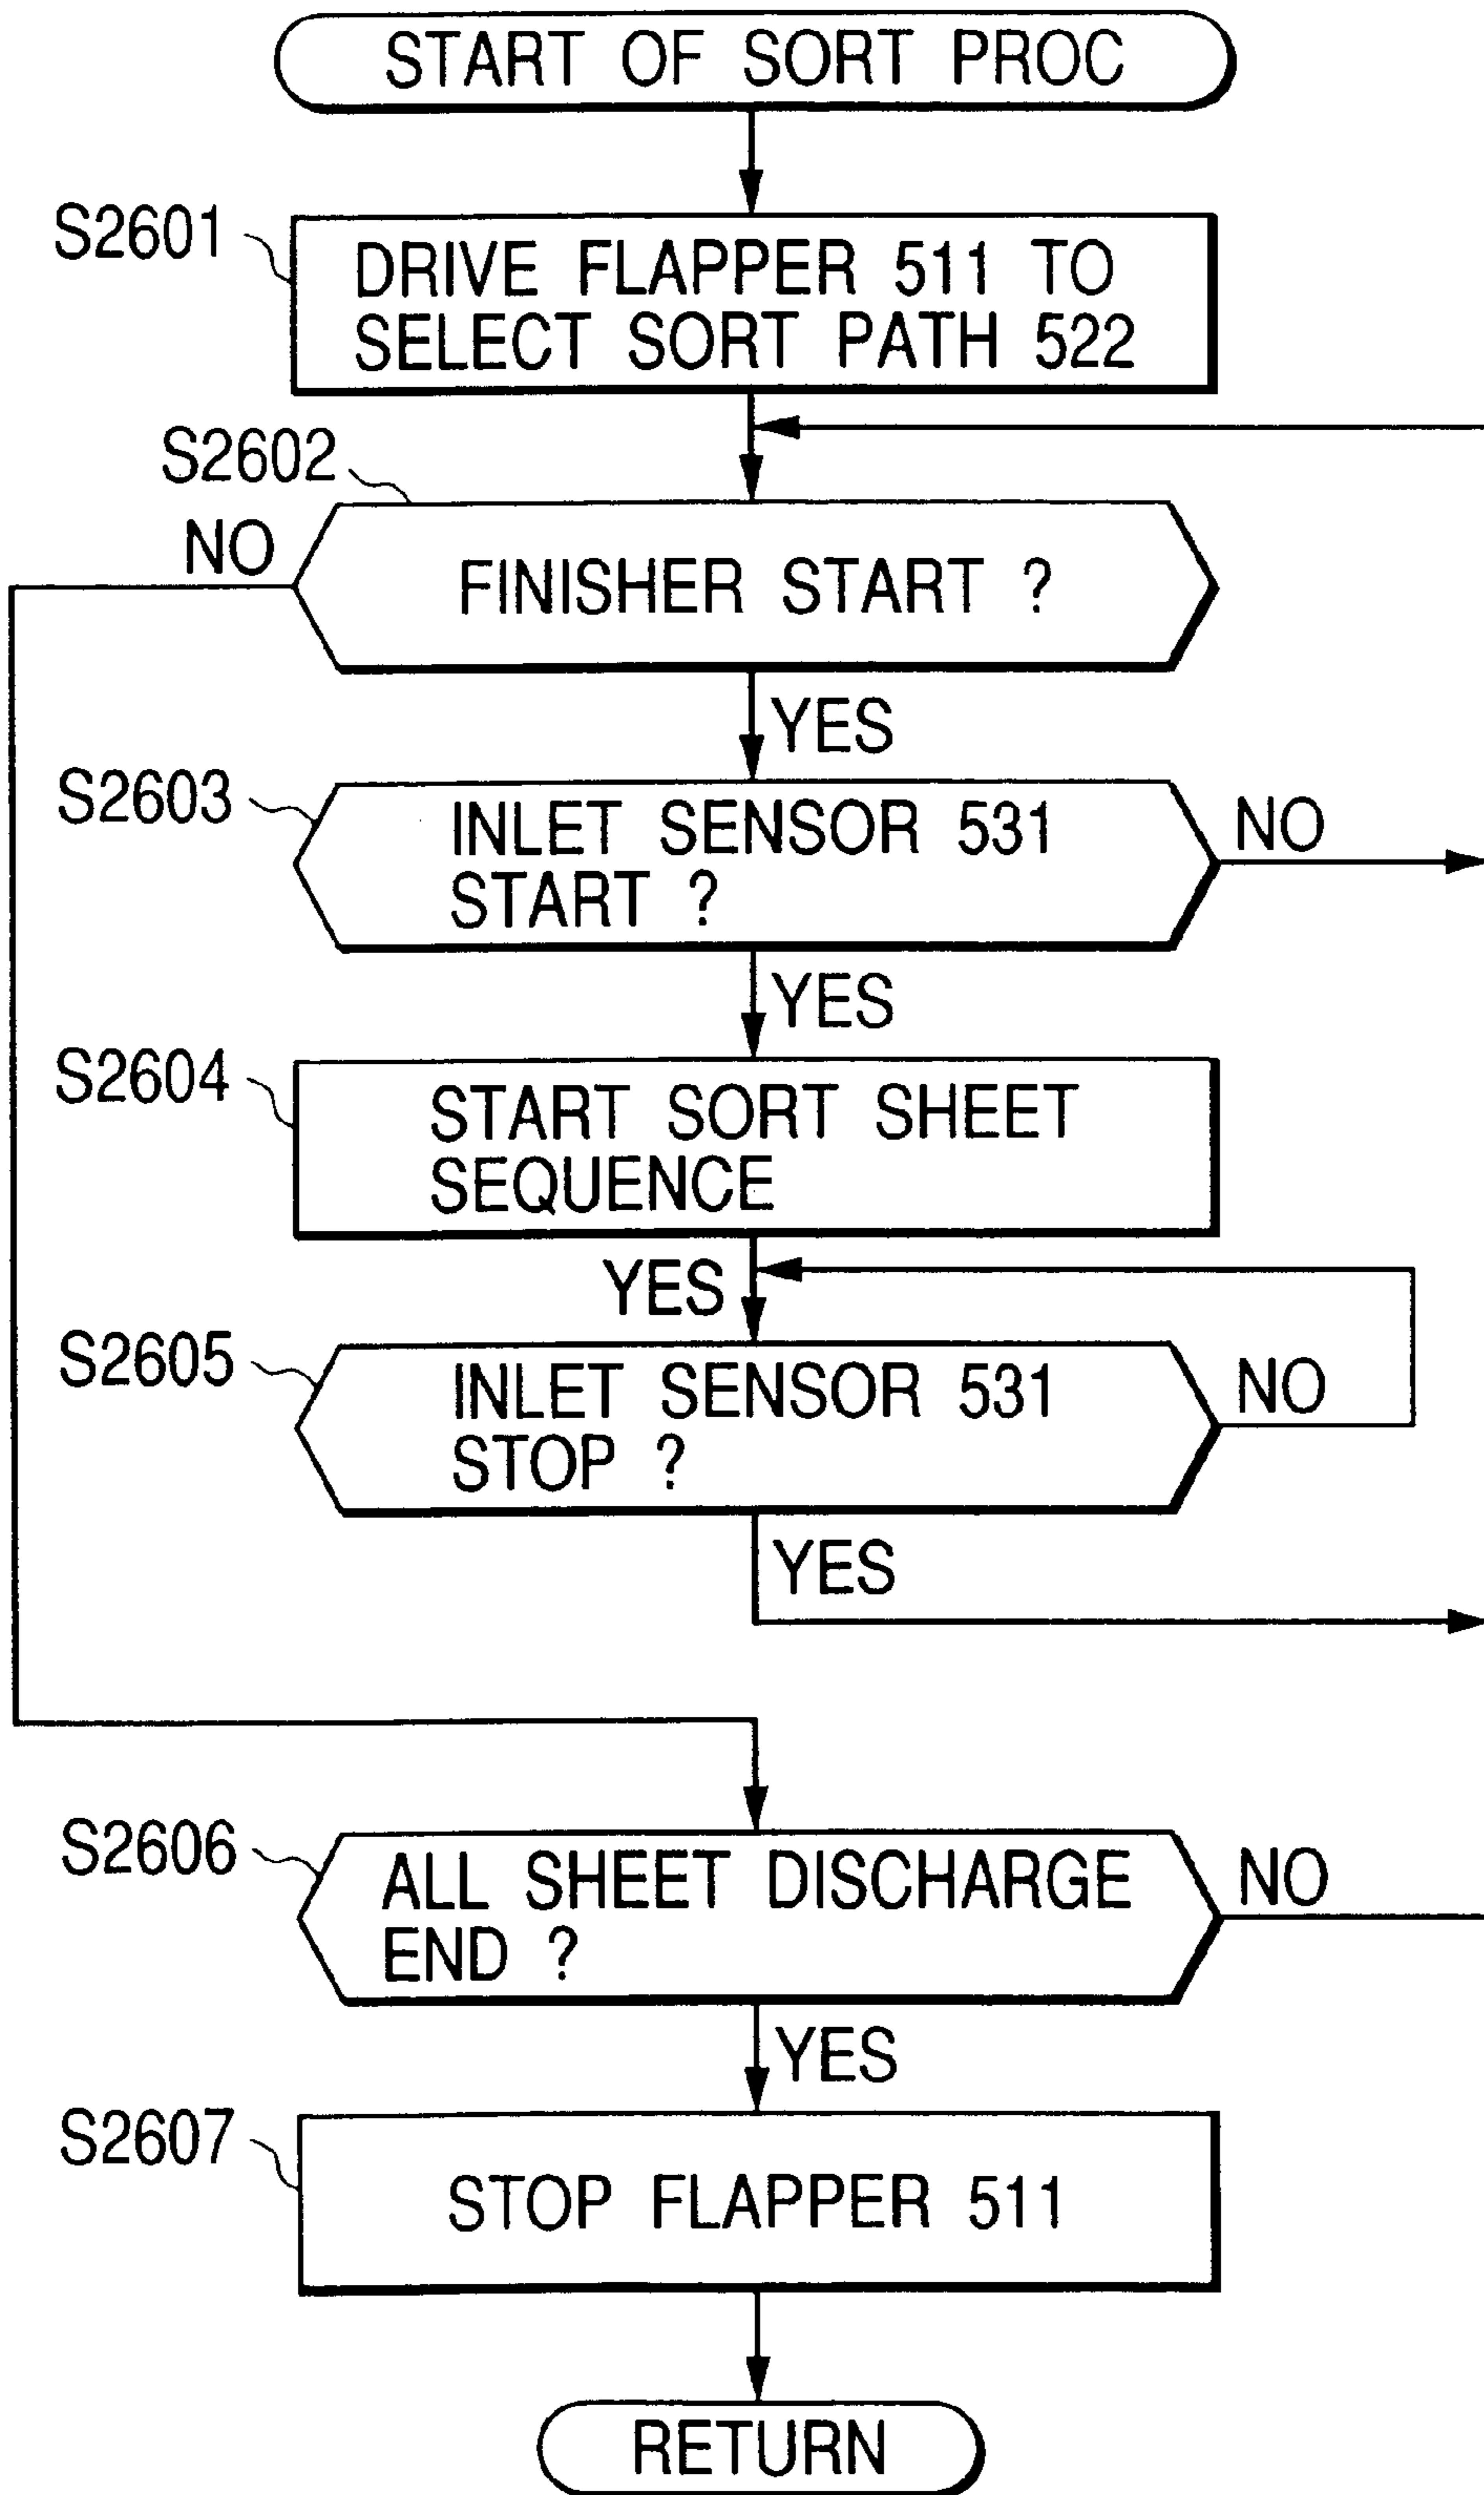 START OF SORT PROC
S2601
DRIVE FLAPPER 511 TO
SELECT SORT PATH 522
S2602
NO
FINISHER START ?
YES
S2603
INLET SENSOR 531
START ?
NO
YES
S2604
START SORT SHEET
SEQUENCE
YES
S2605
INLET SENSOR 531
STOP ?
NO
YES
S2606
ALL SHEET DISCHARGE
END ?
NO
YES
S2607
STOP FLAPPER 511
RETURN